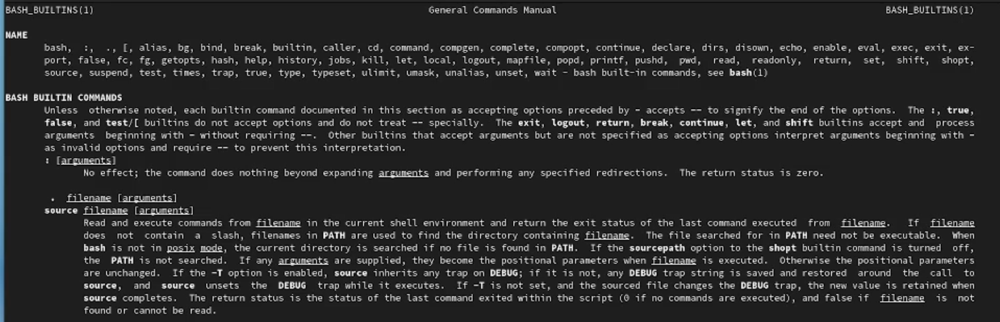 BASH_BUILTINS(1) General Commands Manual BASH_BUILTINS(1)
NAME
bash, :, ., [, alias, bg, bind, break, builtin, caller, cd, command, compgen, complete, compopt, continue, declare, dirs, disown, echo, enable, eval, exec, exit, ex-
port, false, fc, fg, getopts, hash, help, history, jobs, kill, let, local, logout, mapfile, popd, printf, pushd, pwd, read, readonly, return, set, shift, shopt,
source, suspend, test, times, trap, true, type, typeset, ulimit, umask, unalias, unset, wait - bash built-in commands, see bash(1)
BASH BUILTIN COMMANDS
Unless otherwise noted, each builtin command documented in this section as accepting options preceded by - accepts -- to signify the end of the options. The :, true,
false, and test/[ builtins do not accept options and do not treat -- specially. The exit, logout, return, break, continue, let, and shift builtins accept and process
arguments beginning with - without requiring --. Other builtins that accept arguments but are not specified as accepting options interpret arguments beginning with -
as invalid options and require -- to prevent this interpretation.
: [arguments]
No effect; the command does nothing beyond expanding arguments and performing any specified redirections. The return status is zero.
. filename [arguments]
source filename [arguments]
Read and execute commands from filename in the current shell environment and return the exit status of the last command executed from filename. If filename
does not contain a slash, filenames in PATH are used to find the directory containing filename. The file searched for in PATH need not be executable. When
bash is not in posix mode, the current directory is searched if no file is found in PATH. If the sourcepath option to the shopt builtin command is turned off,
the PATH is not searched. If any arguments are supplied, they become the positional parameters when filename is executed. Otherwise the positional parameters
are unchanged. If the -T option is enabled, source inherits any trap on DEBUG; if it is not, any DEBUG trap string is saved and restored around the call to
source, and source unsets the DEBUG trap while it executes. If -T is not set, and the sourced file changes the DEBUG trap, the new value is retained when
source completes. The return status is the status of the last command exited within the script (0 if no commands are executed), and false if filename is not
found or cannot be read.